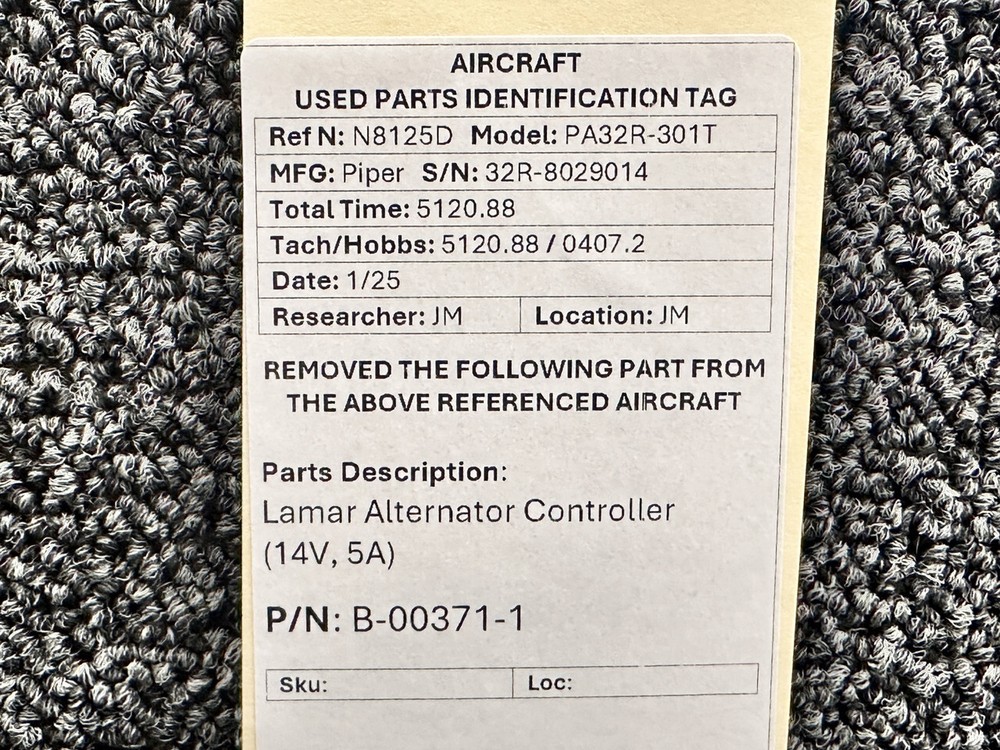 AIRCRAFT
USED PARTS IDENTIFICATION TAG
Ref N: N8125D Model: PA32R-301T
MFG: Piper S/N: 32R-8029014
Total Time: 5120.88
Tach/Hobbs: 5120.88 / 0407.2
Date: 1/25
Researcher: JM Location: JM
REMOVED THE FOLLOWING PART FROM
THE ABOVE REFERENCED AIRCRAFT
Parts Description:
Lamar Alternator Controller
(14V, 5A)
P/N: B-00371-1
Sku: Loc: